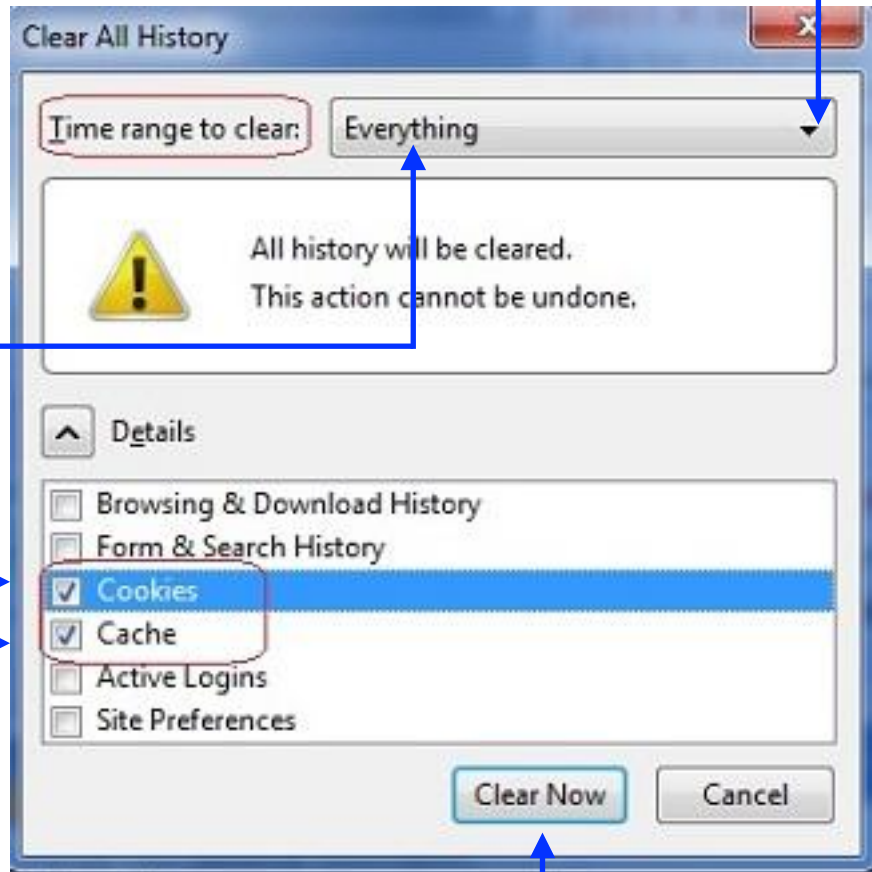 Clear All History
Time range to clear: Everything
All history will be cleared.
This action cannot be undone.
Details
Browsing & Download History
Form & Search History
Cookies
Cache
Active Logins
Site Preferences
Clear Now Cancel